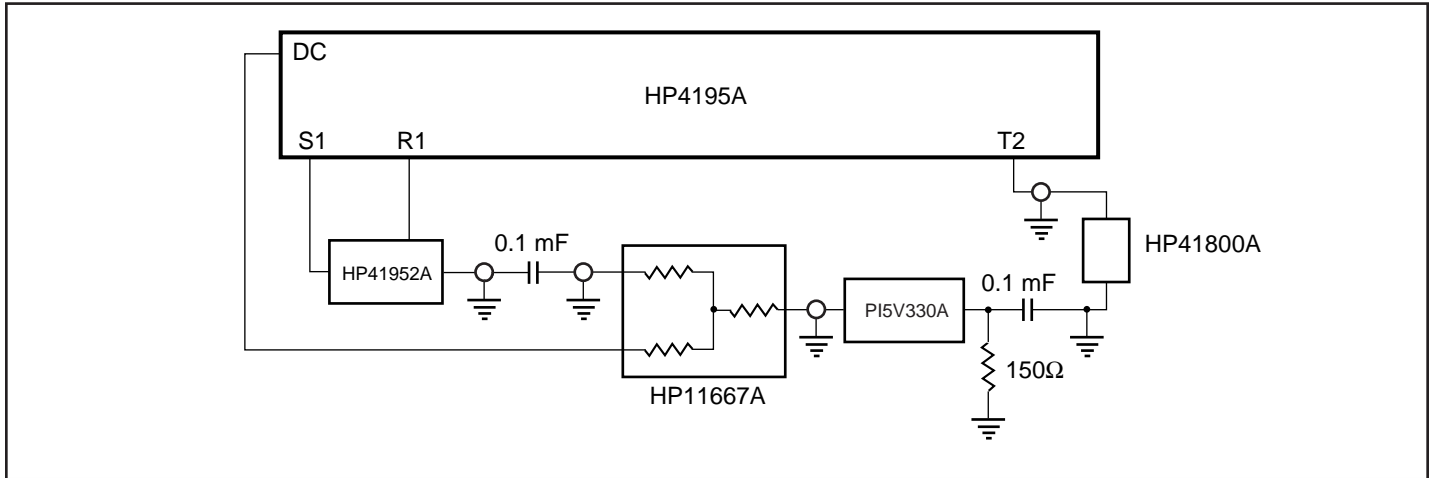 DC
HP4195A
S1
R1
T2
0.1 mF
HP41952A
HP41800A
0.1 mF
PI5V330A
150Ω
HP11667A